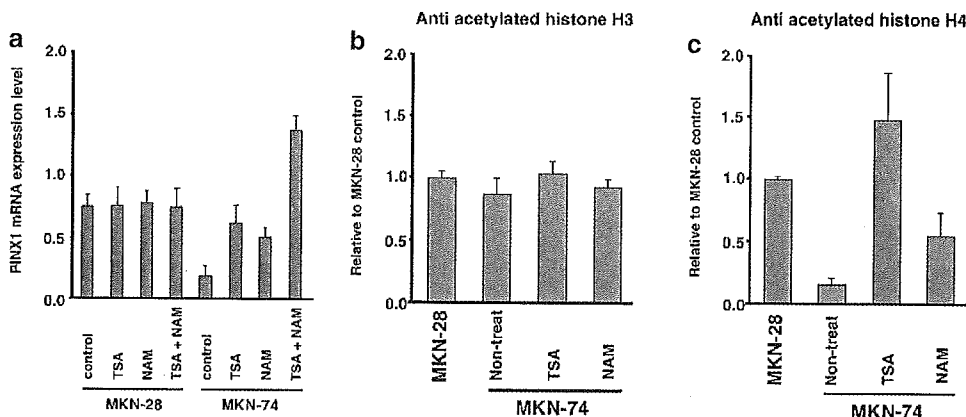 a
PINX1 mRNA expression level
2.0
1.5
1.0
0.5
0.0
control
TSA
NAM
TSA + NAM
control
TSA
NAM
TSA + NAM
MKN-28
MKN-74
b
Anti acetylated histone H3
Relative to MKN-28 control
2.0
1.5
1.0
0.5
0.0
MKN-28
Non-treat
TSA
NAM
MKN-74
c
Anti acetylated histone H4
Relative to MKN-28 control
2.0
1.5
1.0
0.5
0.0
MKN-28
Non-treat
TSA
NAM
MKN-74